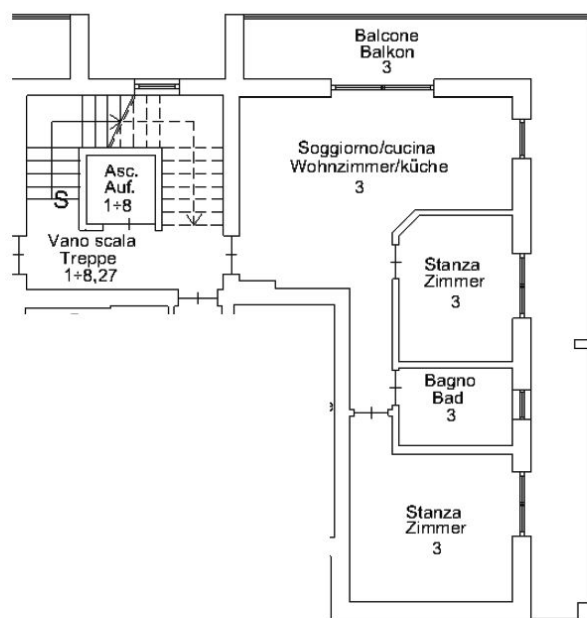 Balcone
Balkon
3
Soggiorno/cucina
Wohnzimmer/küche
3
Asc.
Auf.
1÷8
S
Vano scala
Treppe
1÷8,27
Stanza
Zimmer
3
Bagno
Bad
3
Stanza
Zimmer
3